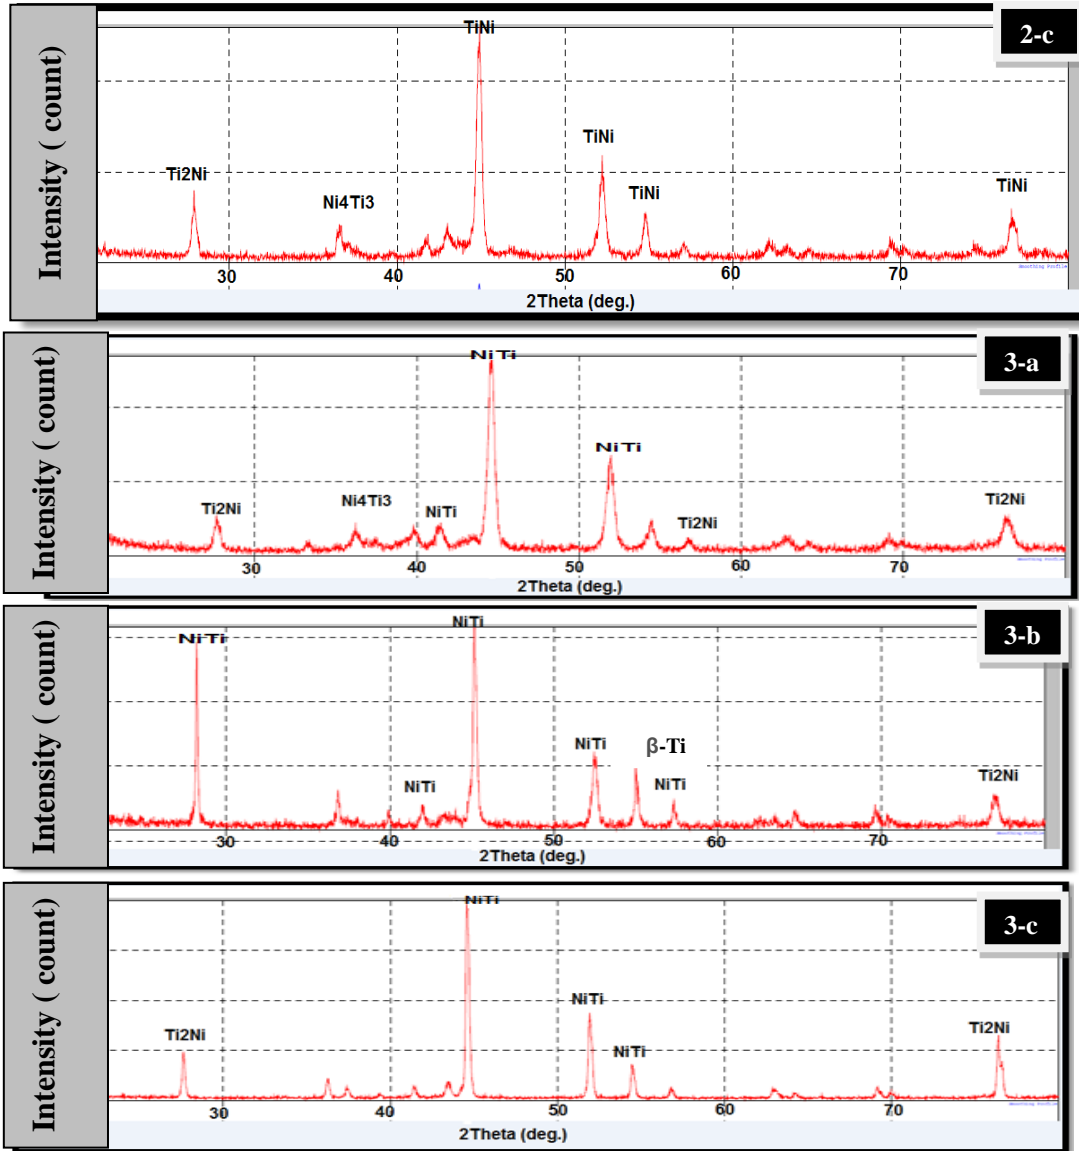 2-c
Intensity ( count)
TiNi
TiNi
Ti2Ni
TiNi
TiNi
Ni4Ti3
30 40 50 60 70
2Theta (deg.)
3-a
Intensity ( count)
NiTi
NiTi
Ti2Ni
Ni4Ti3
NiTi
Ti2Ni
Ti2Ni
30 40 50 60 70
2Theta (deg.)
3-b
Intensity ( count)
NiTi
NiTi
NiTi
β-Ti
NiTi
NiTi
Ti2Ni
30 40 50 60 70
2Theta (deg.)
3-c
Intensity ( count)
NiTi
NiTi
Ti2Ni
NiTi
Ti2Ni
30 40 50 60 70
2Theta (deg.)